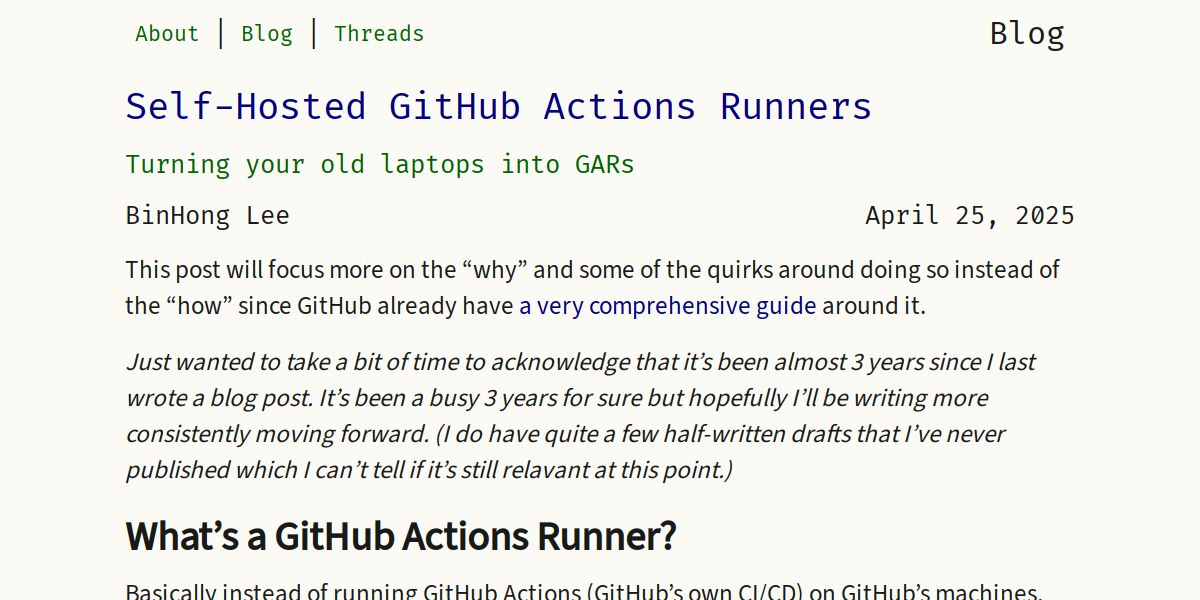 About | Blog | Threads
Blog
Self-Hosted GitHub Actions Runners
Turning your old laptops into GARs
BinHong Lee
April 25, 2025
This post will focus more on the “why” and some of the quirks around doing so instead of
the “how” since GitHub already have a very comprehensive guide around it.
Just wanted to take a bit of time to acknowledge that it’s been almost 3 years since I last
wrote a blog post. It’s been a busy 3 years for sure but hopefully I’ll be writing more
consistently moving forward. (I do have quite a few half-written drafts that I’ve never
published which I can’t tell if it’s still relavant at this point.)
What’s a GitHub Actions Runner?
Basically instead of running GitHub Actions (GitHub’s own CI/CD) on GitHub’s machines,